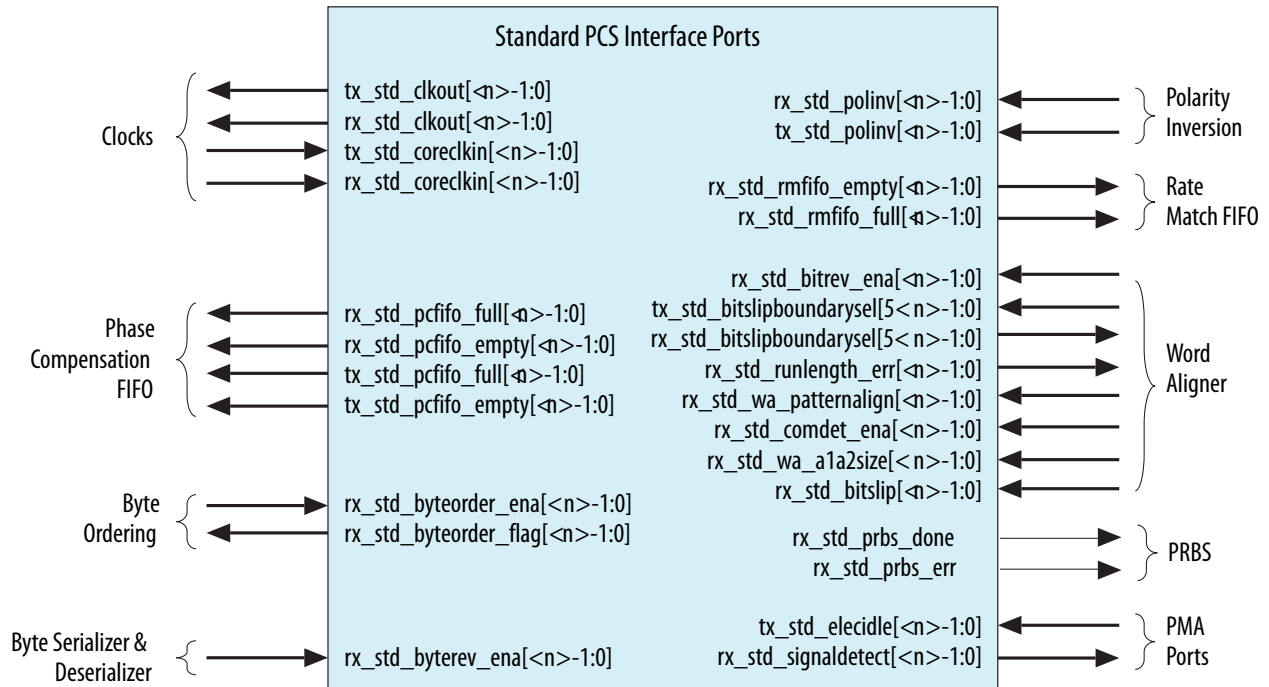 Standard PCS Interface Ports
Clocks
tx_std_clkout[<n>-1:0]
rx_std_clkout[<n>-1:0]
tx_std_coreclkin[<n>-1:0]
rx_std_coreclkin[<n>-1:0]
Phase
Compensation
FIFO
rx_std_pcfifo_full[<n>-1:0]
rx_std_pcfifo_empty[<n>-1:0]
tx_std_pcfifo_full[<n>-1:0]
tx_std_pcfifo_empty[<n>-1:0]
Byte
Ordering
rx_std_byteorder_ena[<n>-1:0]
rx_std_byteorder_flag[<n>-1:0]
Byte Serializer &
Deserializer
rx_std_byterev_ena[<n>-1:0]
rx_std_polinv[<n>-1:0]
tx_std_polinv[<n>-1:0]
Polarity
Inversion
rx_std_rmfifo_empty[<n>-1:0]
rx_std_rmfifo_full[<n>-1:0]
Rate
Match FIFO
rx_std_bitrev_ena[<n>-1:0]
tx_std_bitslipboundarysel[5<n>-1:0]
rx_std_bitslipboundarysel[5<n>-1:0]
rx_std_runlength_err[<n>-1:0]
rx_std_wa_patternalign[<n>-1:0]
rx_std_comdet_ena[<n>-1:0]
rx_std_wa_a1a2size[<n>-1:0]
rx_std_bitslip[<n>-1:0]
Word
Aligner
rx_std_prbs_done
rx_std_prbs_err
PRBS
tx_std_elecidle[<n>-1:0]
rx_std_signaldetect[<n>-1:0]
PMA
Ports